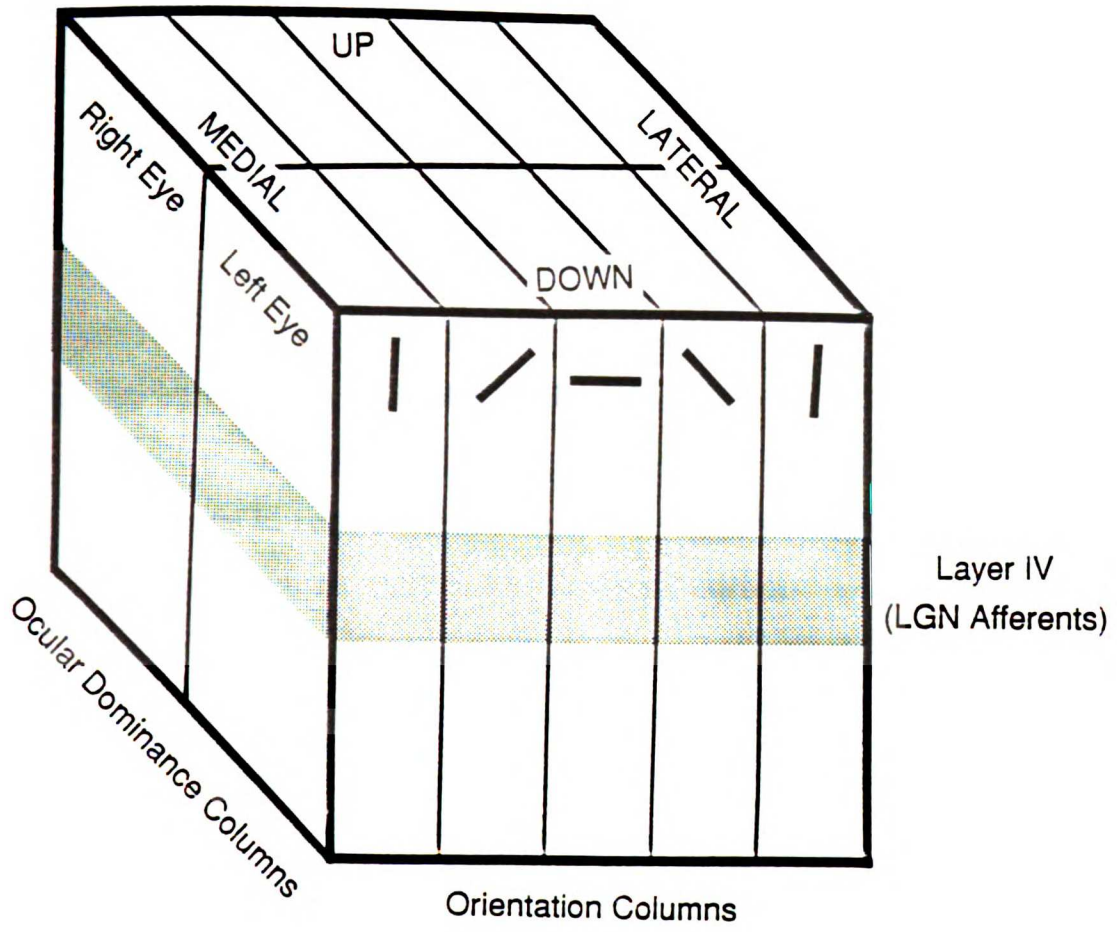 UP
Right Eye
MEDIAL
LATERAL
Left Eye
DOWN
Layer IV
(LGN Afferents)
Ocular Dominance Columns
Orientation Columns